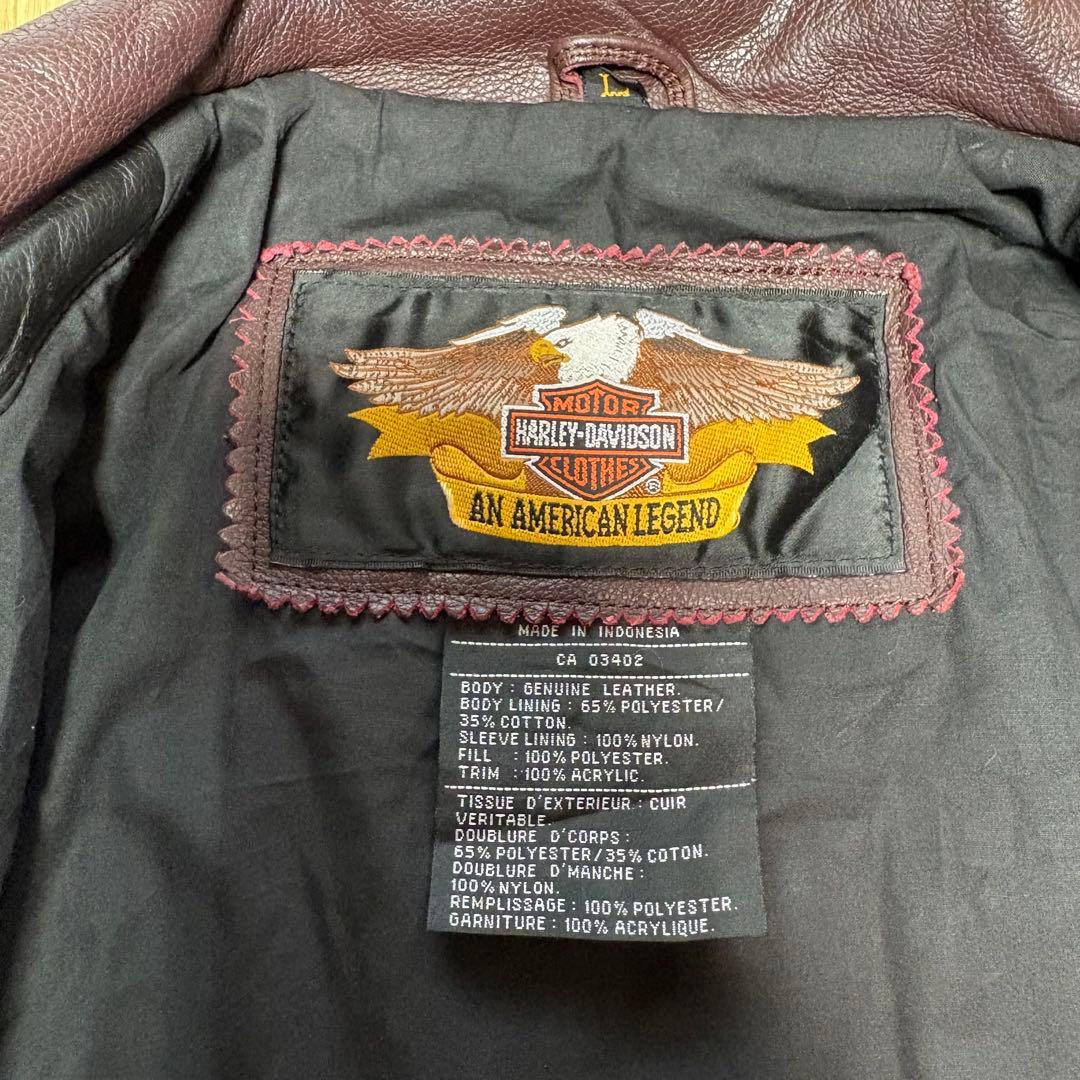 L
MOTOR
HARLEY-DAVIDSON
CLOTHES
®
AN AMERICAN LEGEND
MADE IN INDONESIA
CA 03402
BODY : GENUINE LEATHER.
BODY LINING : 65% POLYESTER/
35% COTTON.
SLEEVE LINING : 100% NYLON.
FILL : 100% POLYESTER.
TRIM : 100% ACRYLIC.
TISSUE D'EXTERIEUR : CUIR
VERITABLE.
DOUBLURE D'CORPS :
65% POLYESTER/35% COTON.
DOUBLURE D'MANCHE :
100% NYLON.
REMPLISSAGE : 100% POLYESTER.
GARNITURE : 100% ACRYLIQUE.